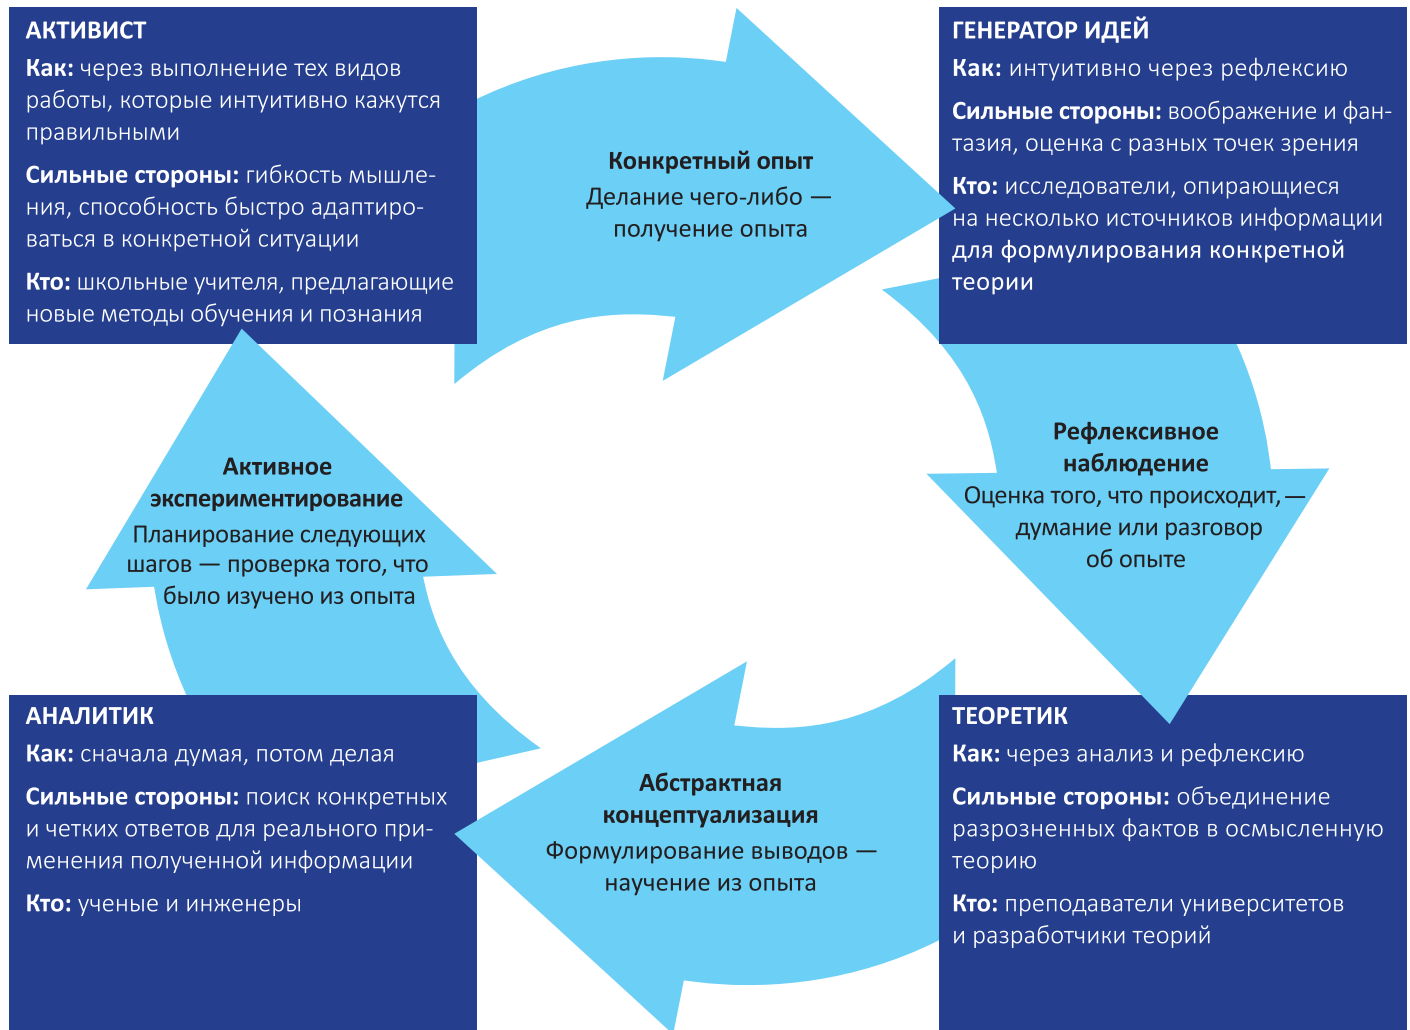 АКТИВИСТ
Как: через выполнение тех видов
работы, которые интуитивно кажутся
правильными
Сильные стороны: гибкость мышле-
ния, способность быстро адаптиро-
ваться в конкретной ситуации
Кто: школьные учителя, предлагающие
новые методы обучения и познания
Конкретный опыт
Делание чего-либо —
получение опыта
ГЕНЕРАТОР ИДЕЙ
Как: интуитивно через рефлексию
Сильные стороны: воображение и фан-
тазия, оценка с разных точек зрения
Кто: исследователи, опирающиеся
на несколько источников информации
для формулирования конкретной
теории
Рефлексивное
наблюдение
Оценка того, что происходит, —
думание или разговор
об опыте
ТЕОРЕТИК
Как: через анализ и рефлексию
Сильные стороны: объединение
разрозненных фактов в осмысленную
теорию
Кто: преподаватели университетов
и разработчики теорий
Абстрактная
концептуализация
Формулирование выводов —
научение из опыта
АНАЛИТИК
Как: сначала думая, потом делая
Сильные стороны: поиск конкретных
и четких ответов для реального при-
менения полученной информации
Кто: ученые и инженеры
Активное
экспериментирование
Планирование следующих
шагов — проверка того, что
было изучено из опыта